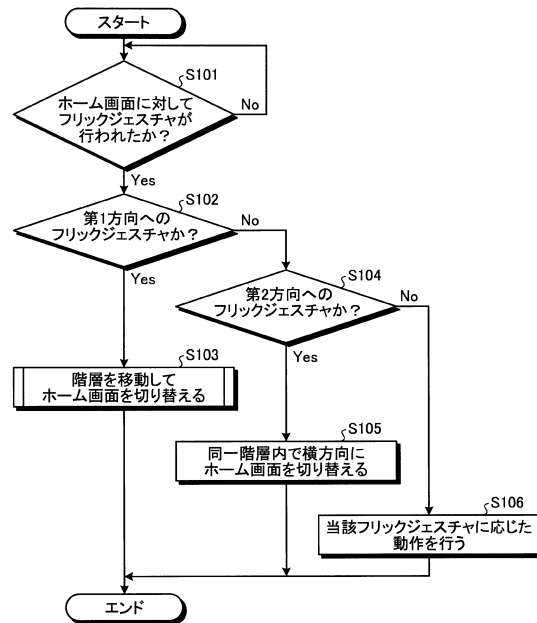 スタート
S101
ホーム画面に対して
フリックジェスチャが
行われたか？
No
Yes
S102
第1方向への
フリックジェスチャか？
No
Yes
S104
第2方向への
フリックジェスチャか？
No
Yes
S103
階層を移動して
ホーム画面を切り替える
S105
同一階層内で横方向に
ホーム画面を切り替える
S106
当該フリックジェスチャに応じた
動作を行う
エンド